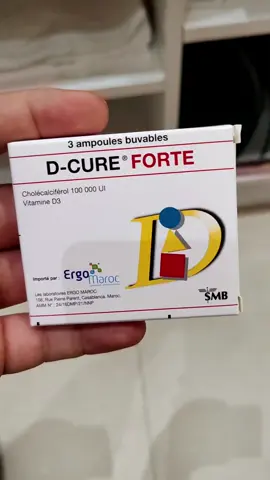 3 ampoules buvables
D-CURE® FORTE
Cholécalciférol 100 000 UI
Vitamine D3
Importé par :
Ergo
maroc
Les laboratoires ERGO MAROC
Casablanca, Maroc.
SMB